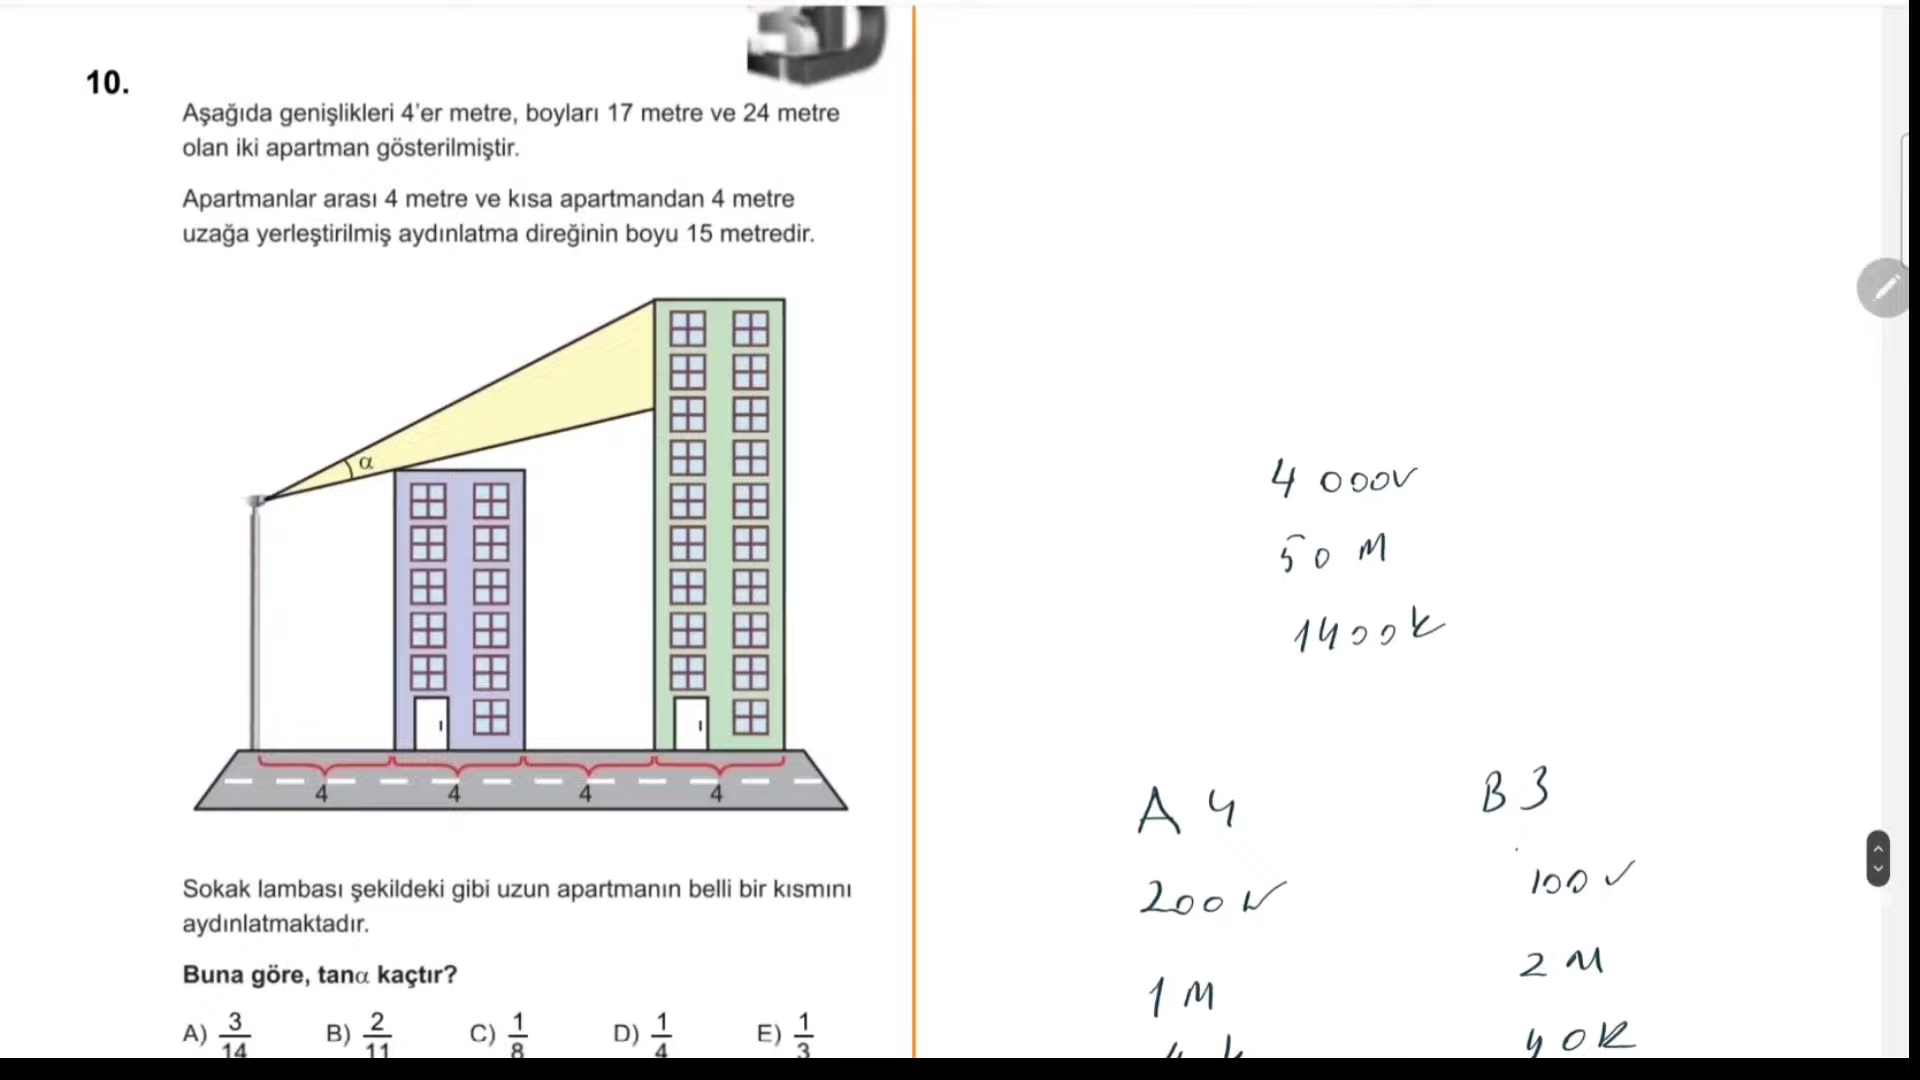 10.
Aşağıda genişlikleri 4'er metre, boyları 17 metre ve 24 metre
olan iki apartman gösterilmiştir.
Apartmanlar arası 4 metre ve kısa apartmandan 4 metre
uzağa yerleştirilmiş aydınlatma direğinin boyu 15 metredir.
α
4 4 4 4
Sokak lambası şekildeki gibi uzun apartmanın belli bir kısmını
aydınlatmaktadır.
Buna göre, tanα kaçtır?
A) 3/14 B) 2/11 C) 1/8 D) 1/4 E) 1/3
4 000V
50 M
1400k
A 4
200 V
1 M
B 3
100 V
2 M
40k